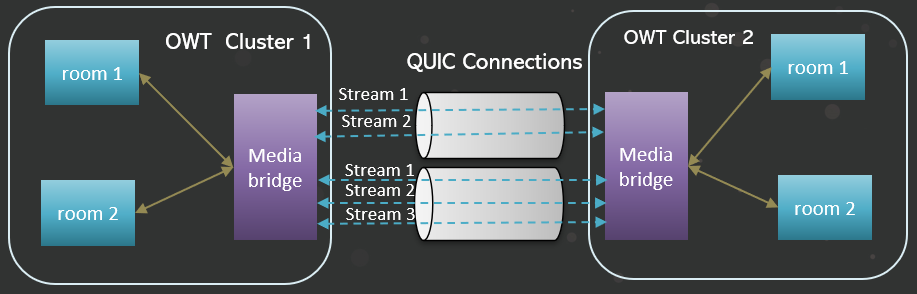 OWT Cluster 1
room 1
room 2
Media
bridge
QUIC Connections
Stream 1
Stream 2
Stream 1
Stream 2
Stream 3
OWT Cluster 2
Media
bridge
room 1
room 2